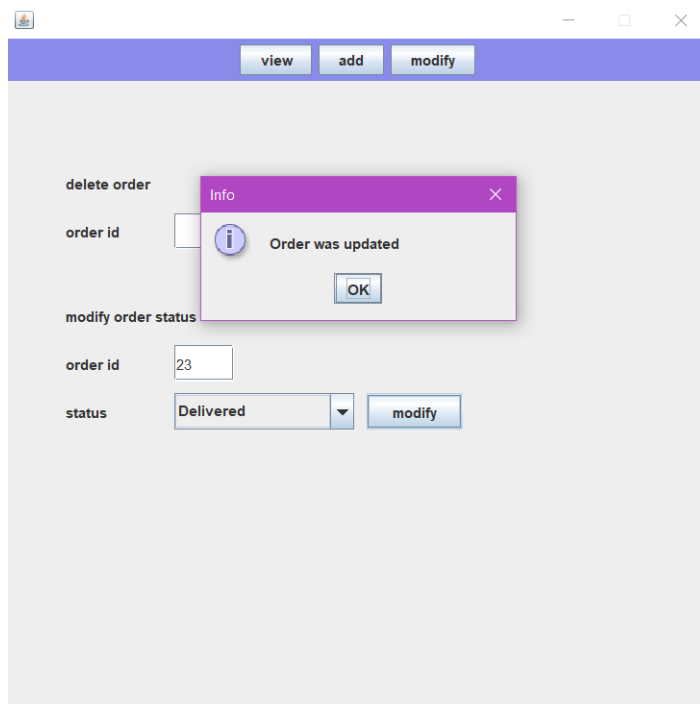 view add modify
delete order
Info
order id
Order was updated
OK
modify order status
order id 23
status Delivered modify